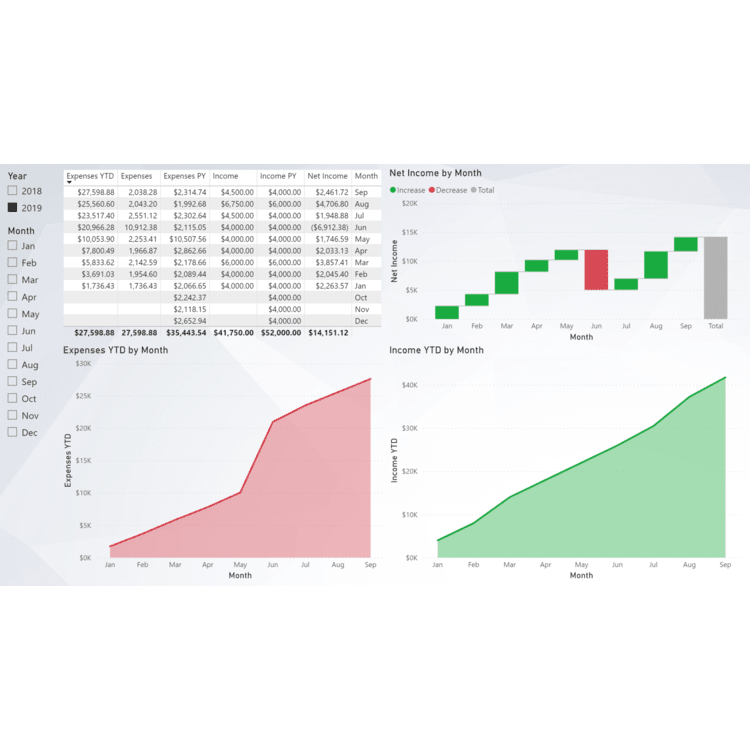 Year
2018
2019
Month
Jan
Feb
Mar
Apr
May
Jun
Jul
Aug
Sep
Oct
Nov
Dec
Expenses YTD Expenses Expenses PY Income Income PY Net Income Month
$27,598.88 2,038.28 $2,314.74 $4,500.00 $4,000.00 $2,461.72 Sep
$25,560.60 2,043.20 $1,992.68 $6,750.00 $6,000.00 $4,706.80 Aug
$23,517.40 2,551.12 $2,302.64 $4,500.00 $4,000.00 $1,948.88 Jul
$20,966.28 10,912.38 $2,115.05 $4,000.00 $4,000.00 ($6,912.38) Jun
$10,053.90 2,253.41 $10,507.56 $4,000.00 $4,000.00 $1,746.59 May
$7,800.49 1,966.87 $2,862.66 $4,000.00 $4,000.00 $2,033.13 Apr
$5,833.62 2,142.59 $2,178.66 $6,000.00 $6,000.00 $3,857.41 Mar
$3,691.03 1,954.60 $2,089.44 $4,000.00 $4,000.00 $2,045.40 Feb
$1,736.43 1,736.43 $2,066.65 $4,000.00 $4,000.00 $2,263.57 Jan
$2,242.37 $4,000.00 Oct
$2,118.15 $4,000.00 Nov
$2,652.94 $4,000.00 Dec
$27,598.88 27,598.88 $35,443.54 $41,750.00 $52,000.00 $14,151.12
Net Income by Month
Increase Decrease Total
$20K
$15K
$10K
$5K
$0K
Net Income
Jan Feb Mar Apr May Jun Jul Aug Sep Total
Month
Expenses YTD by Month
$30K
$25K
$20K
$15K
$10K
$5K
$0K
Expenses YTD
Jan Feb Mar Apr May Jun Jul Aug Sep
Month
Income YTD by Month
$40K
$30K
$20K
$10K
$0K
Income YTD
Jan Feb Mar Apr May Jun Jul Aug Sep
Month